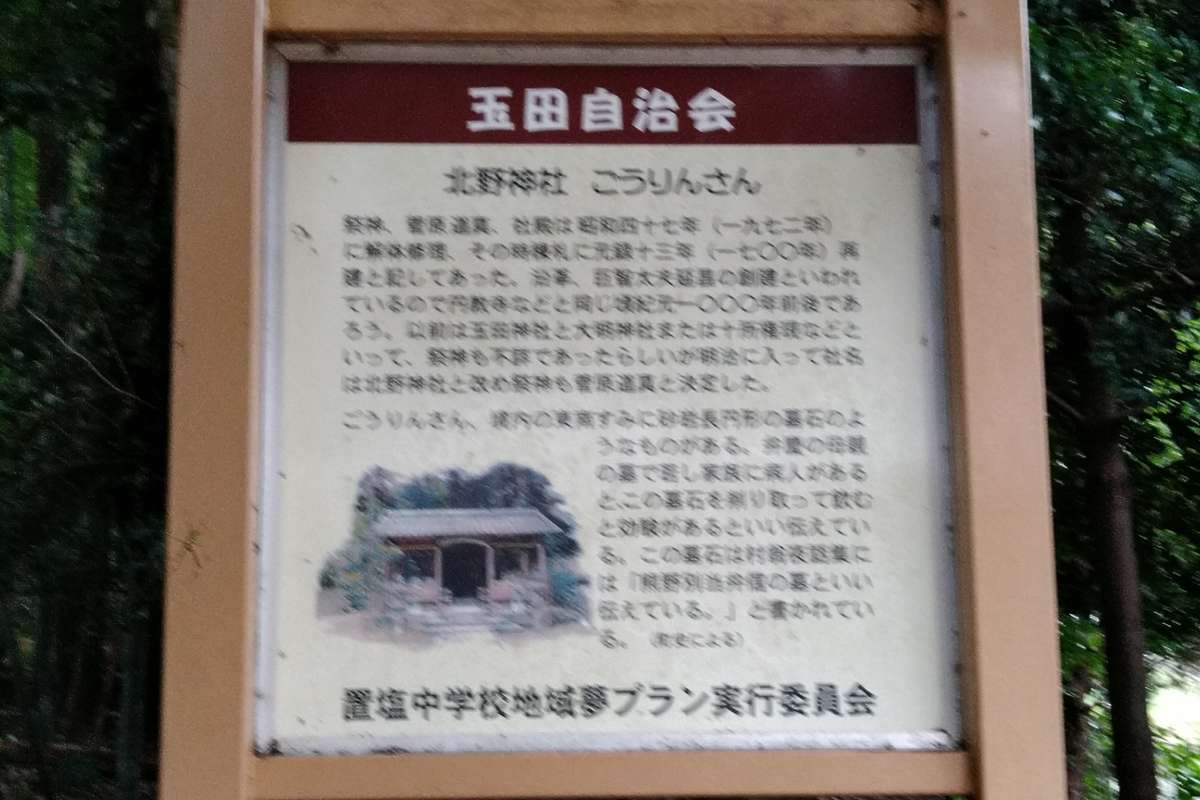 玉田自治会
北野神社 ごうりんさん
祭神、菅原道真、社殿は昭和四十七年（一九七二年）
に解体修理、その時棟札に元録十三年（一七〇〇年）再
建と記してあった。沿革、巨智太夫延昌の創建といわれ
ているので円教寺などと同じ頃紀元一〇〇〇年前後であ
ろう。以前は玉田神社と大明神社または十所権現などと
いって、祭神も不詳であったらしいが明治に入って社名
は北野神社と改め祭神も菅原道真と決定した。
ごうりんさん、境内の東南すみに砂岩長円形の墓石のよ
うなものがある。弁慶の母親
の墓で若し家族に病人がある
と、この墓石を削り取って飲む
と効験があるといい伝えてい
る。この墓石は村翁夜話集に
は「熊野別当弁信の墓といい
伝えている。」と書かれてい
る。（町史による）
置塩中学校地域夢プラン実行委員会